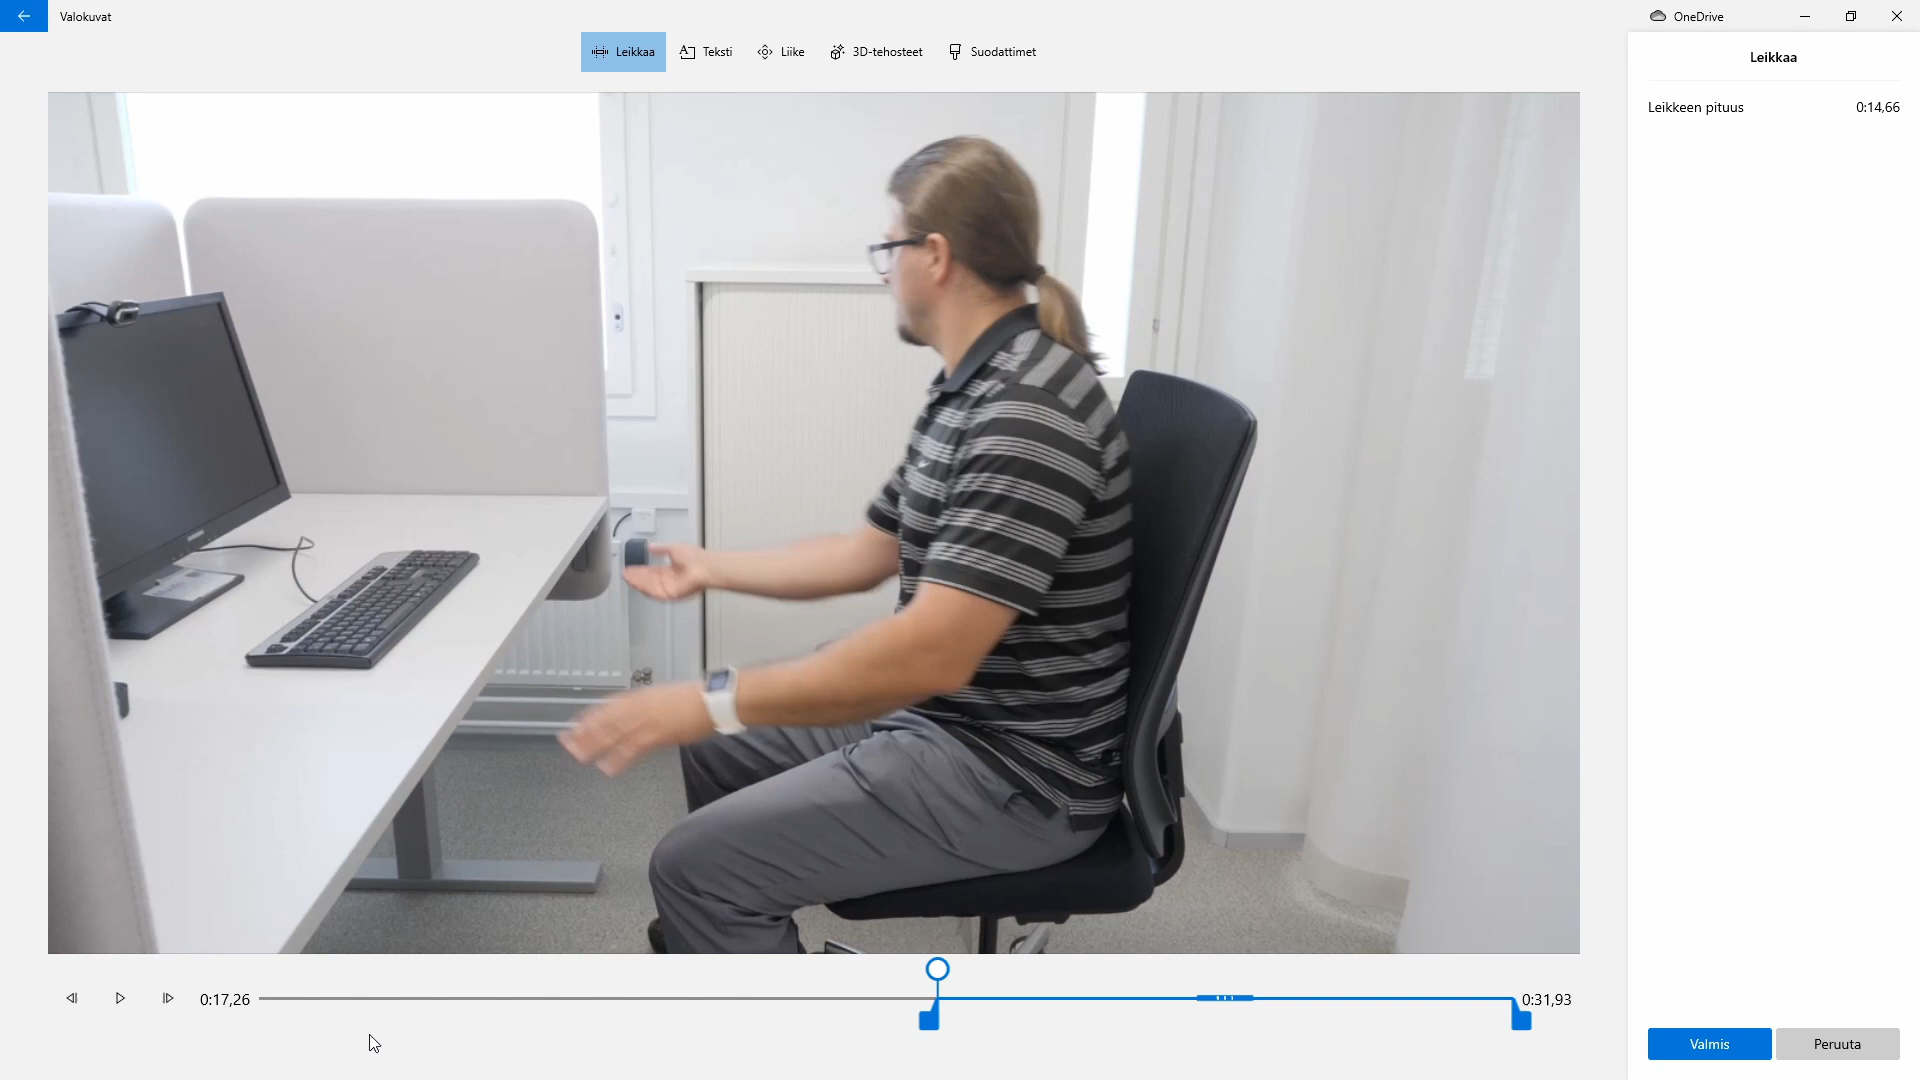 Valokuvat
OneDrive
Leikkaa
Teksti
Liike
3D-tehosteet
Suodattimet
Leikkaa
Leikkeen pituus
0:14,66
0:17,26
0:31,93
Valmis
Peruuta